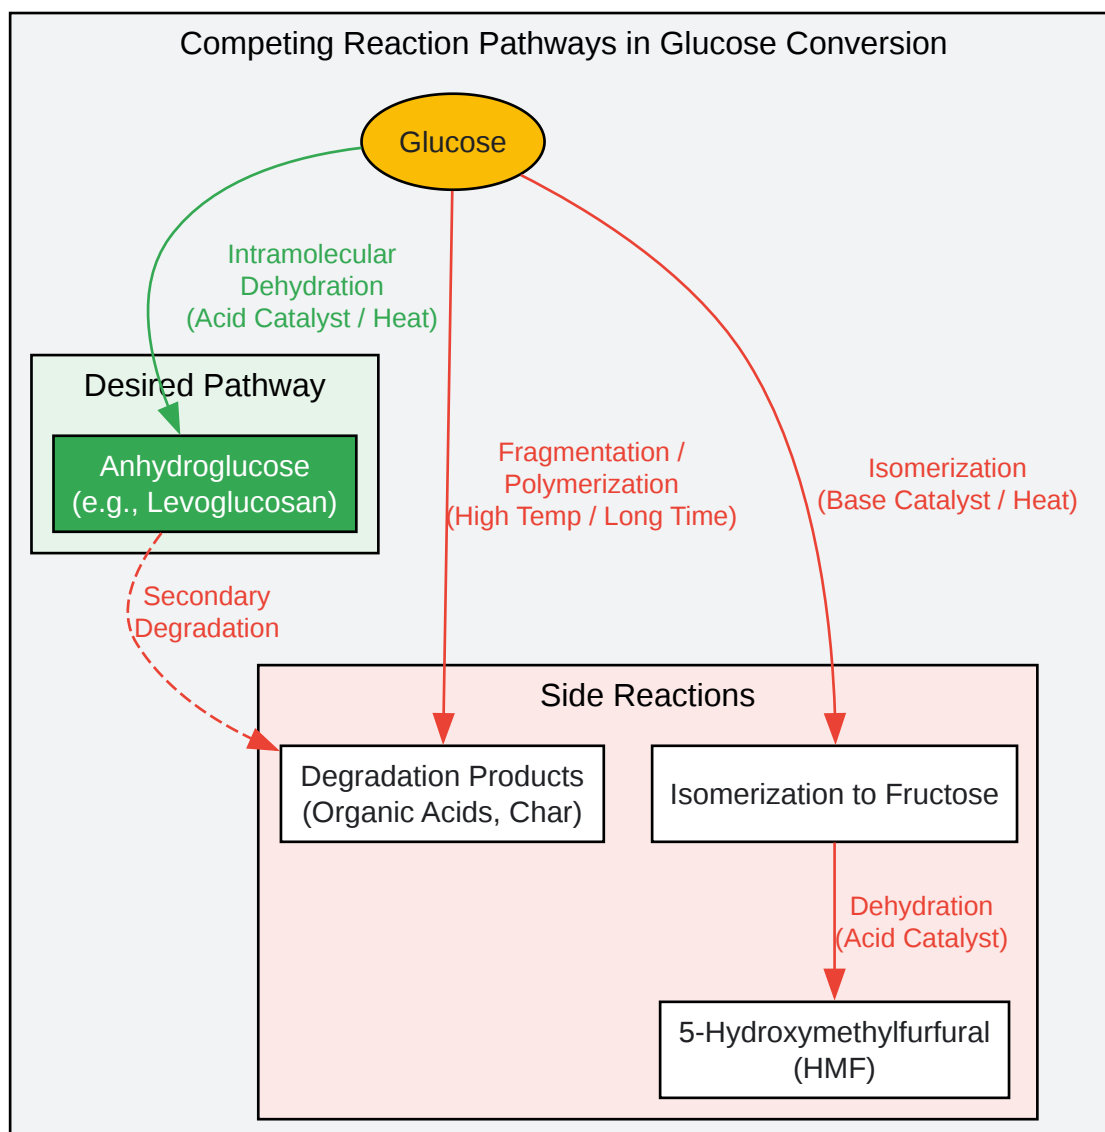 Competing Reaction Pathways in Glucose Conversion
Glucose
Intramolecular
Dehydration
(Acid Catalyst / Heat)
Desired Pathway
Anhydroglucose
(e.g., Levoglucosan)
Fragmentation /
Polymerization
(High Temp / Long Time)
Isomerization
(Base Catalyst / Heat)
Secondary
Degradation
Side Reactions
Degradation Products
(Organic Acids, Char)
Isomerization to Fructose
Dehydration
(Acid Catalyst)
5-Hydroxymethylfurfural
(HMF)